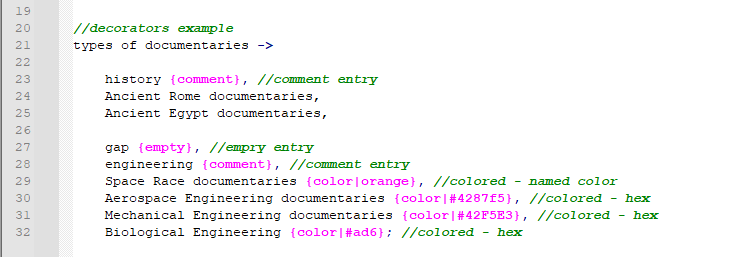 19
20 //decorators example
21 types of documentaries ->
22
23 history {comment}, //comment entry
24 Ancient Rome documentaries,
25 Ancient Egypt documentaries,
26
27 gap {empty}, //empry entry
28 engineering {comment}, //comment entry
29 Space Race documentaries {color|orange}, //colored - named color
30 Aerospace Engineering documentaries {color|#4287f5}, //colored - hex
31 Mechanical Engineering documentaries {color|#42F5E3}, //colored - hex
32 Biological Engineering {color|#ad6}; //colored - hex